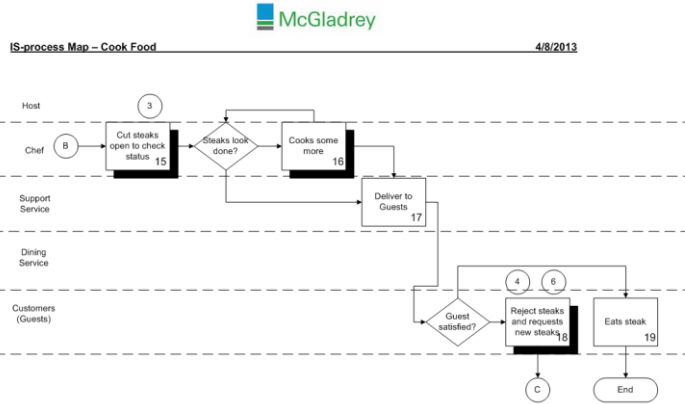 McGladrey
IS-process Map – Cook Food 4/8/2013
Host
3
Chef
B
Cut steaks
open to check
status 15
Steaks look
done?
Cooks some
more
16
Support
Service
Deliver to
Guests
17
Dining
Service
4 6
Customers
(Guests)
Guest
satisfied?
Reject steaks
and requests
new steaks
18
Eats steak
19
C
End